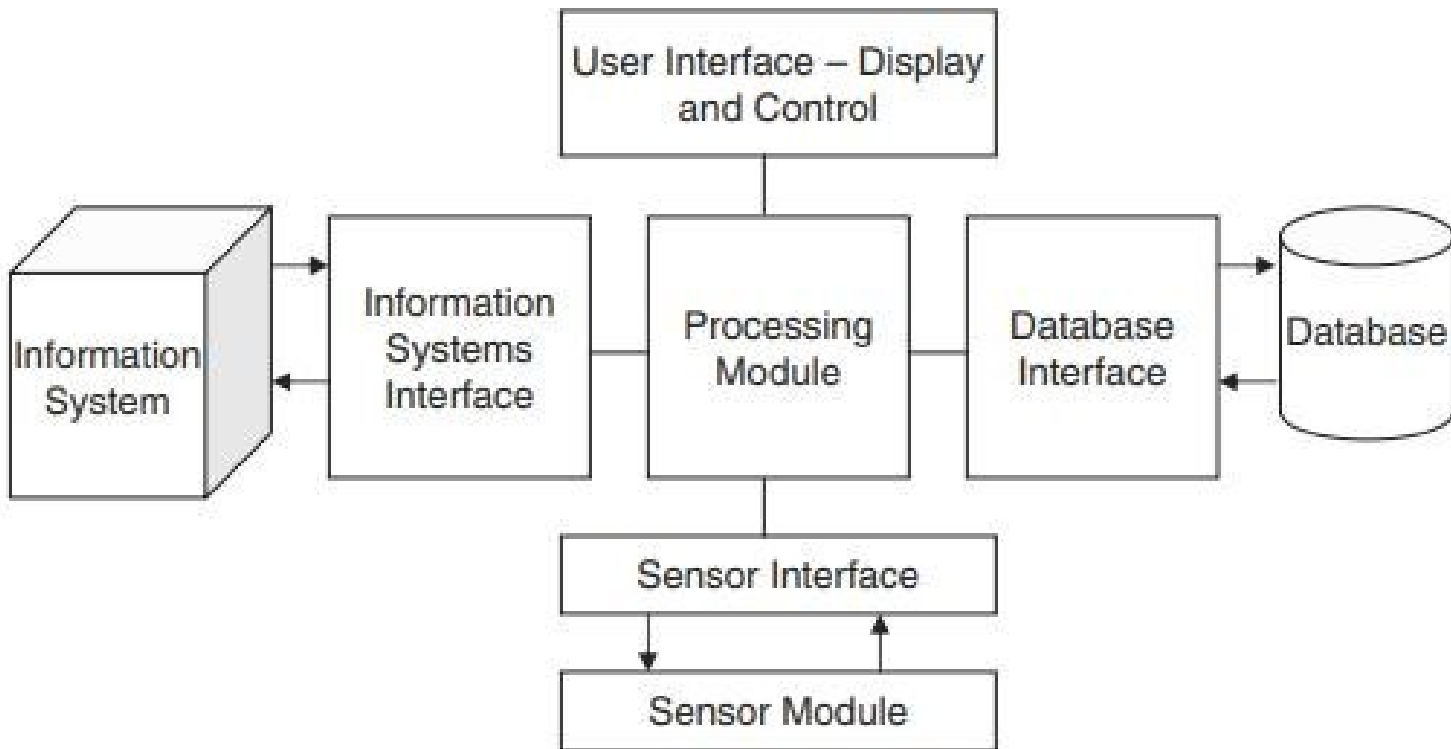 User Interface – Display
and Control
Information
System
Information
Systems
Interface
Processing
Module
Database
Interface
Database
Sensor Interface
Sensor Module